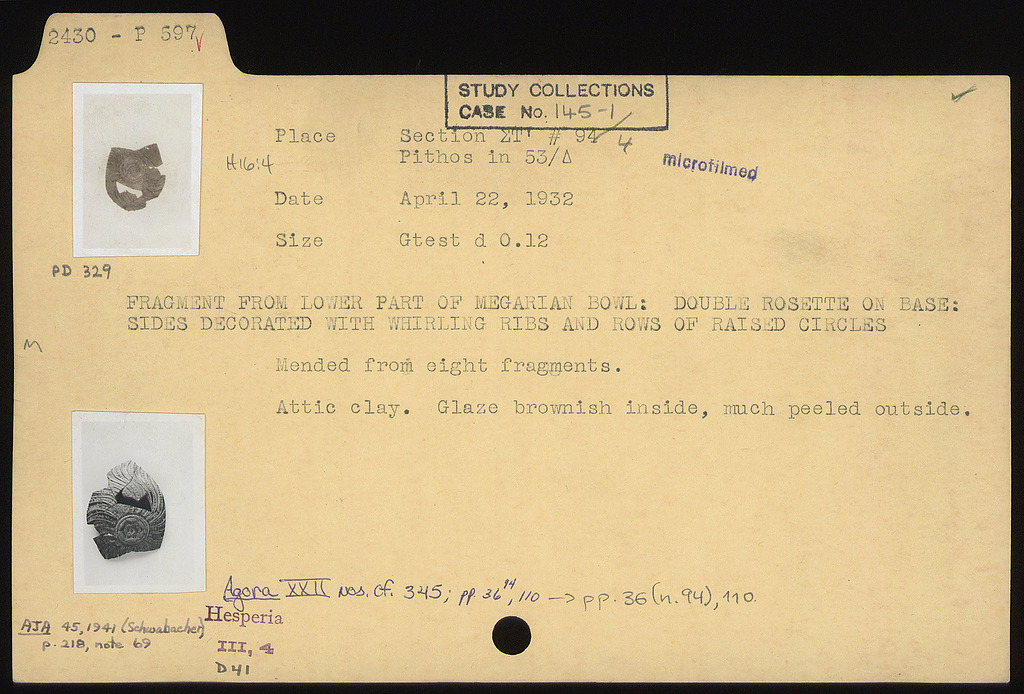 2430 - P 597
STUDY COLLECTIONS
CASE No. 145-1/4
Place Section ΣΤ' # 94
H16:4 Pithos in 53/Δ
microfilmed
Date April 22, 1932
Size Gtest d 0.12
PD 329
FRAGMENT FROM LOWER PART OF MEGARIAN BOWL: DOUBLE ROSETTE ON BASE:
SIDES DECORATED WITH WHIRLING RIBS AND ROWS OF RAISED CIRCLES
M
Mended from eight fragments.
Attic clay. Glaze brownish inside, much peeled outside.
Agora XXII nos. cf. 345; pp. 36⁹⁴, 110 —> pp. 36 (n. 94), 110.
Hesperia
III, 4
D41
AJA 45, 1941 (Schwabacher)
p. 218, note 69